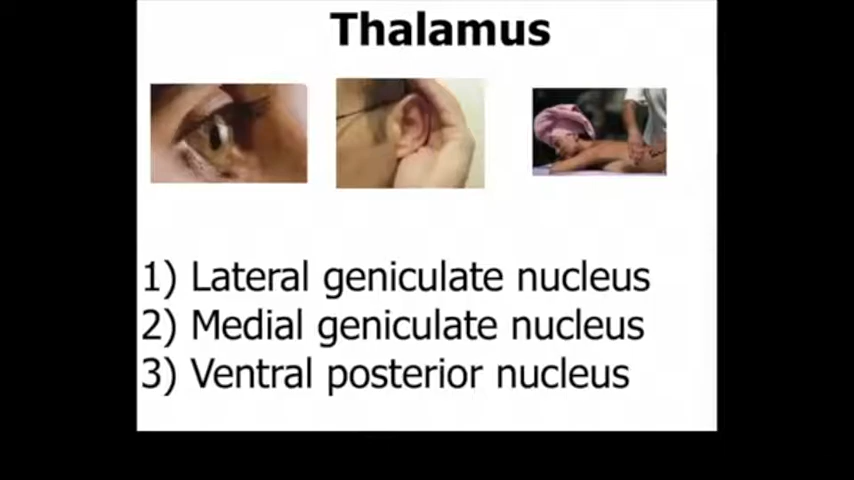 Thalamus
1) Lateral geniculate nucleus
2) Medial geniculate nucleus
3) Ventral posterior nucleus